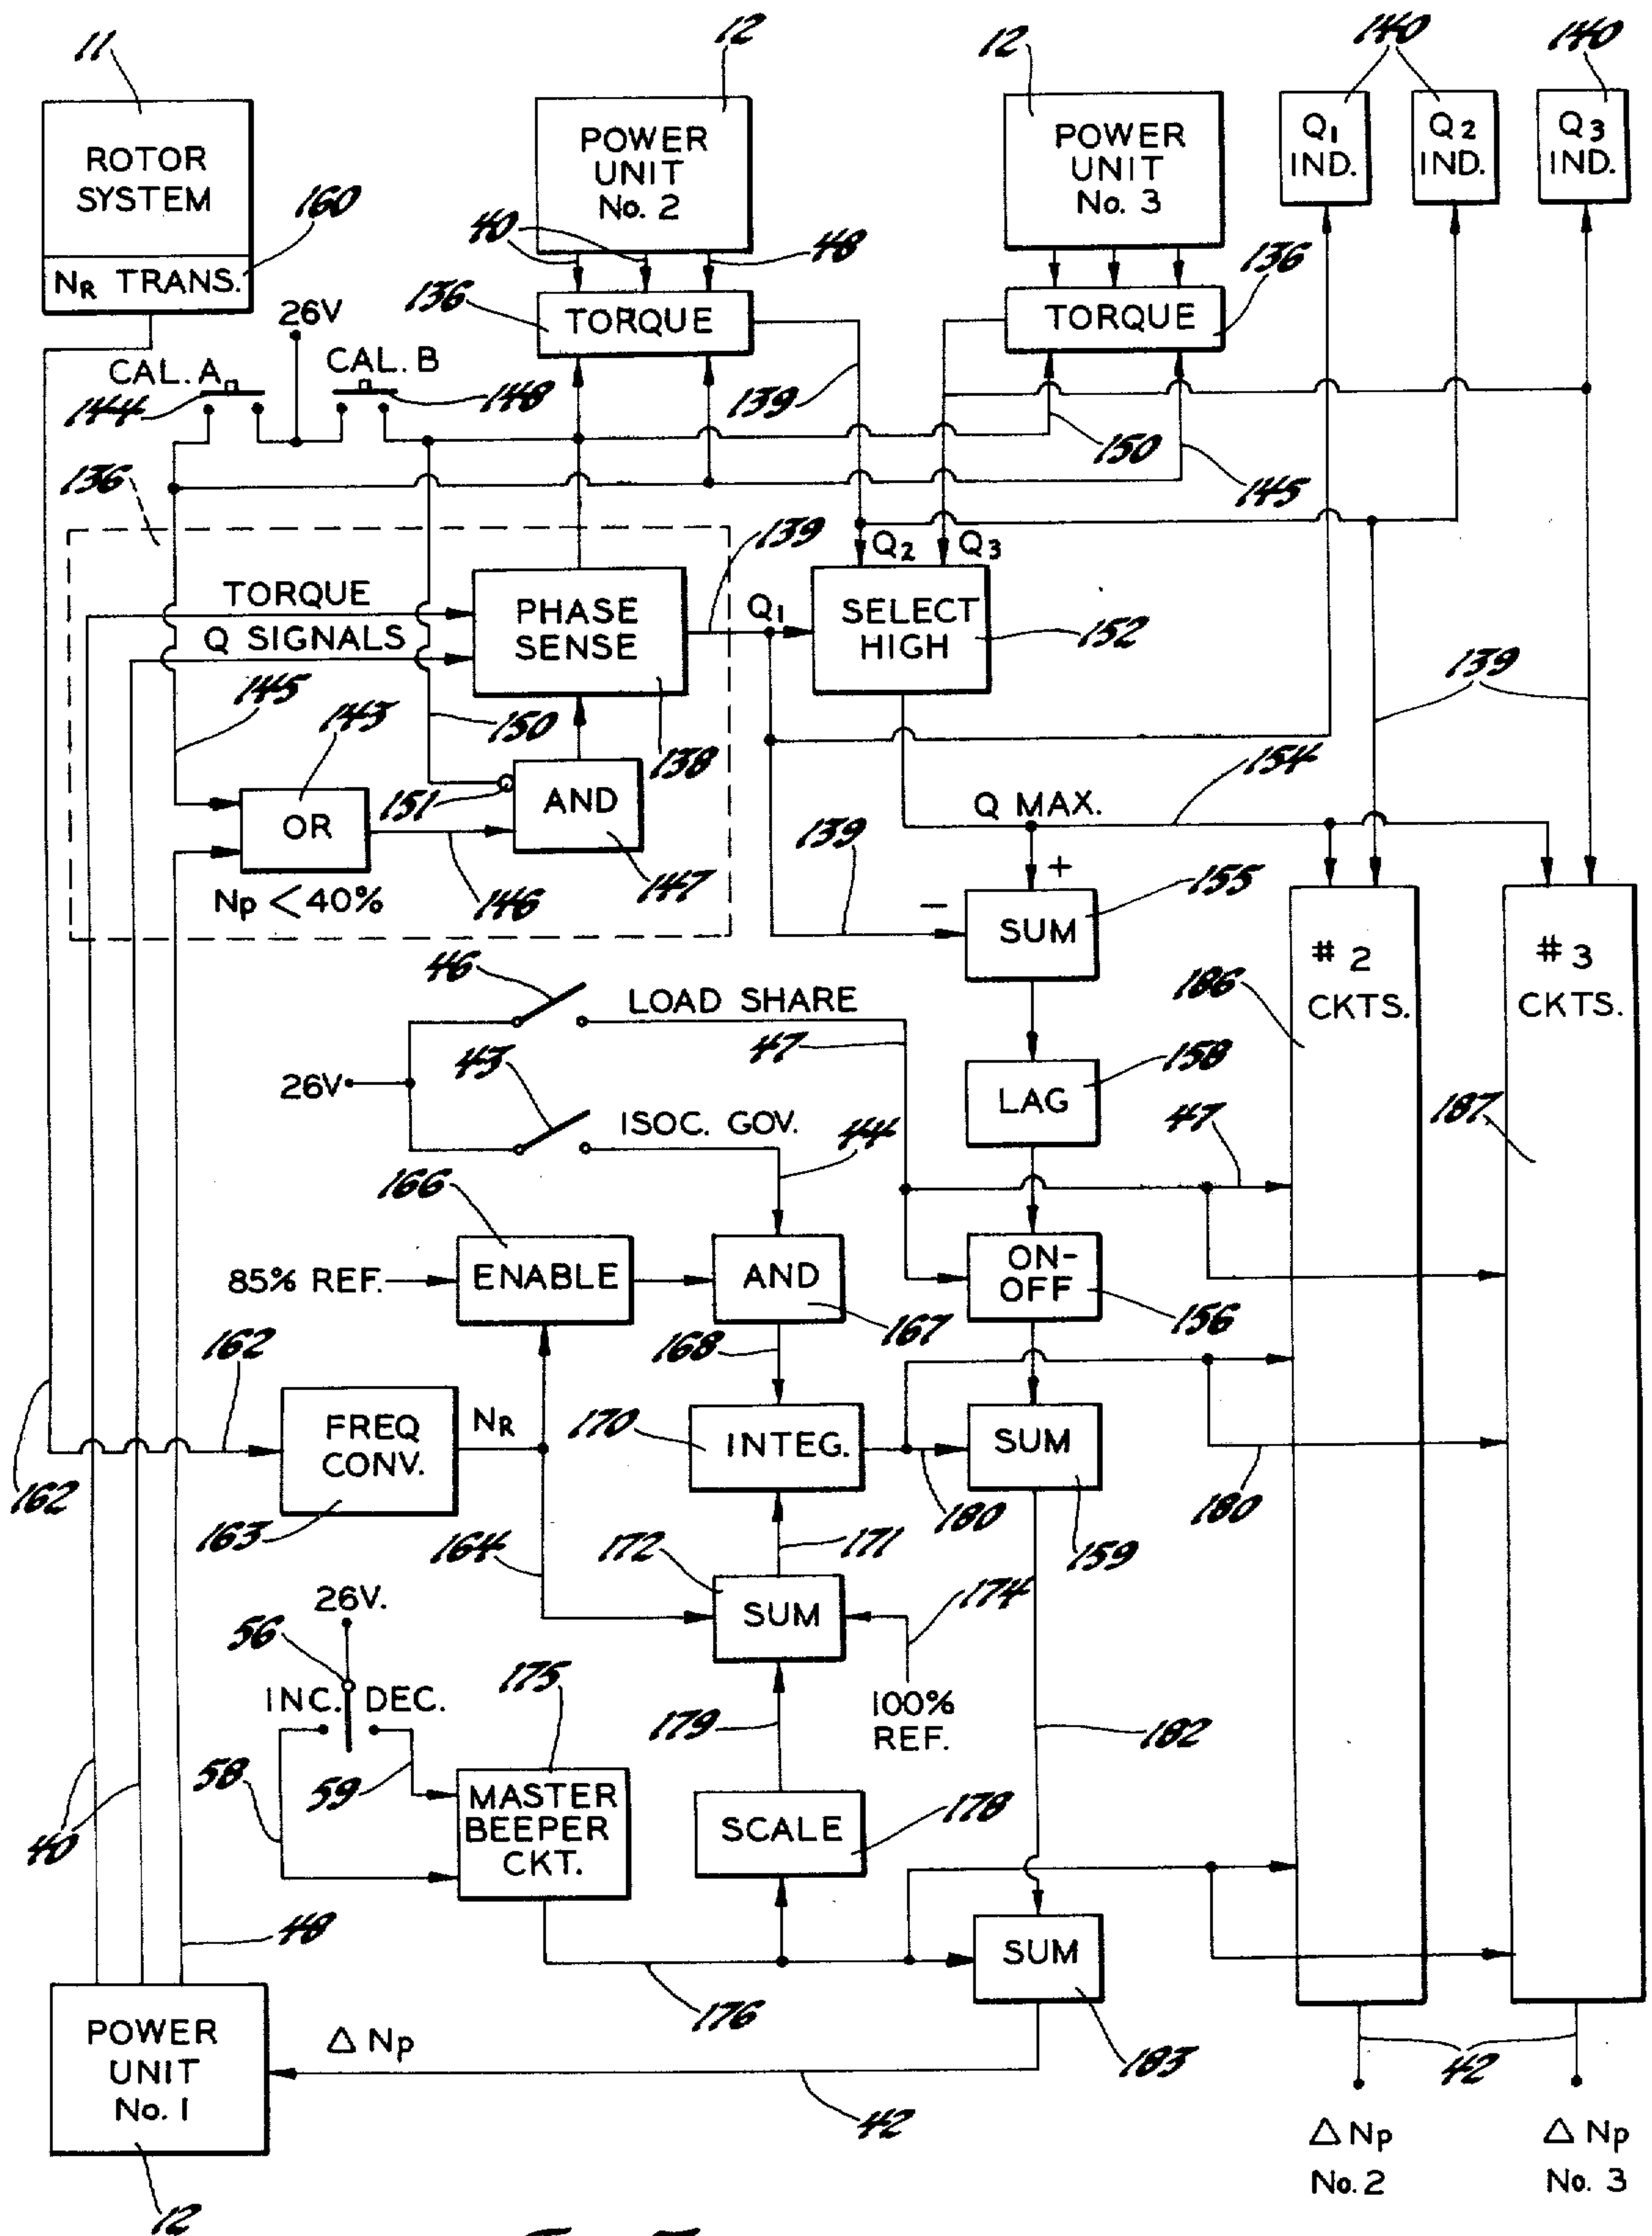 11
12
12
140
140
ROTOR
SYSTEM
POWER
UNIT
No. 2
POWER
UNIT
No. 3
Q1
IND.
Q2
IND.
Q3
IND.
160
NR TRANS.
40
48
136
136
TORQUE
TORQUE
26V
CAL. A
CAL. B
144
148
139
150
145
136
139
Q2
Q3
TORQUE
Q SIGNALS
PHASE
SENSE
Q1
SELECT
HIGH
152
139
145
143
150
138
154
151
AND
OR
Q MAX.
139
+
155
Np < 40%
146
147
−
SUM
46
LOAD SHARE
# 2
CKTS.
# 3
CKTS.
186
47
26V
43
158
LAG
ISOC. GOV.
44
47
187
166
85% REF.
ENABLE
AND
ON-
OFF
167
156
162
168
FREQ
CONV.
NR
170
INTEG.
SUM
162
163
164
172
171
180
159
180
26V.
SUM
174
56
INC.
DEC.
175
100%
REF.
179
182
58
59
MASTER
BEEPER
CKT.
SCALE
178
40
48
SUM
176
POWER
UNIT
No. 1
Δ Np
183
42
42
12
Δ Np
No. 2
Δ Np
No. 3